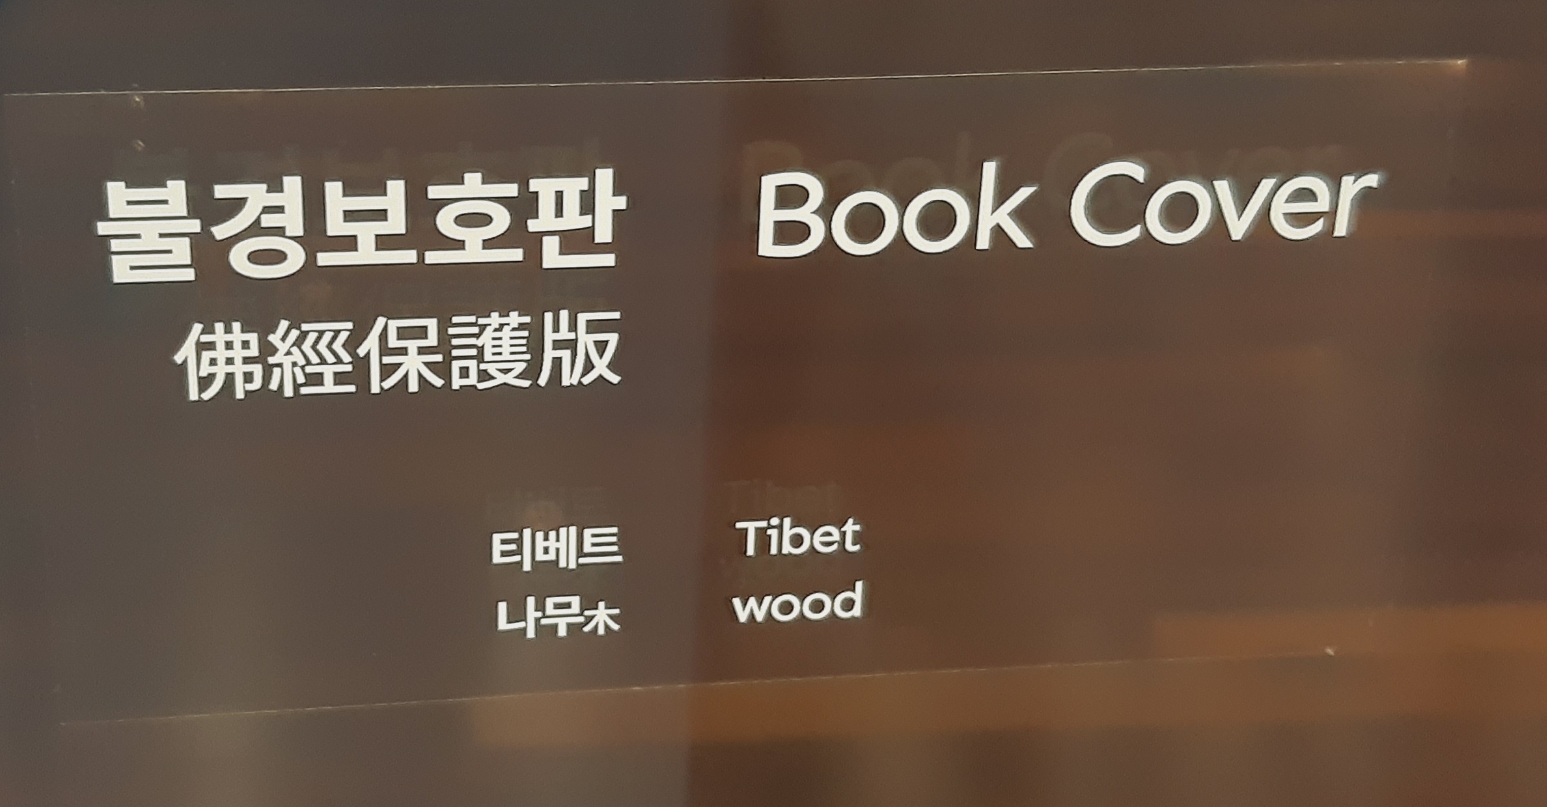 불경보호판 Book Cover
佛經保護版
티베트 Tibet
나무木 wood